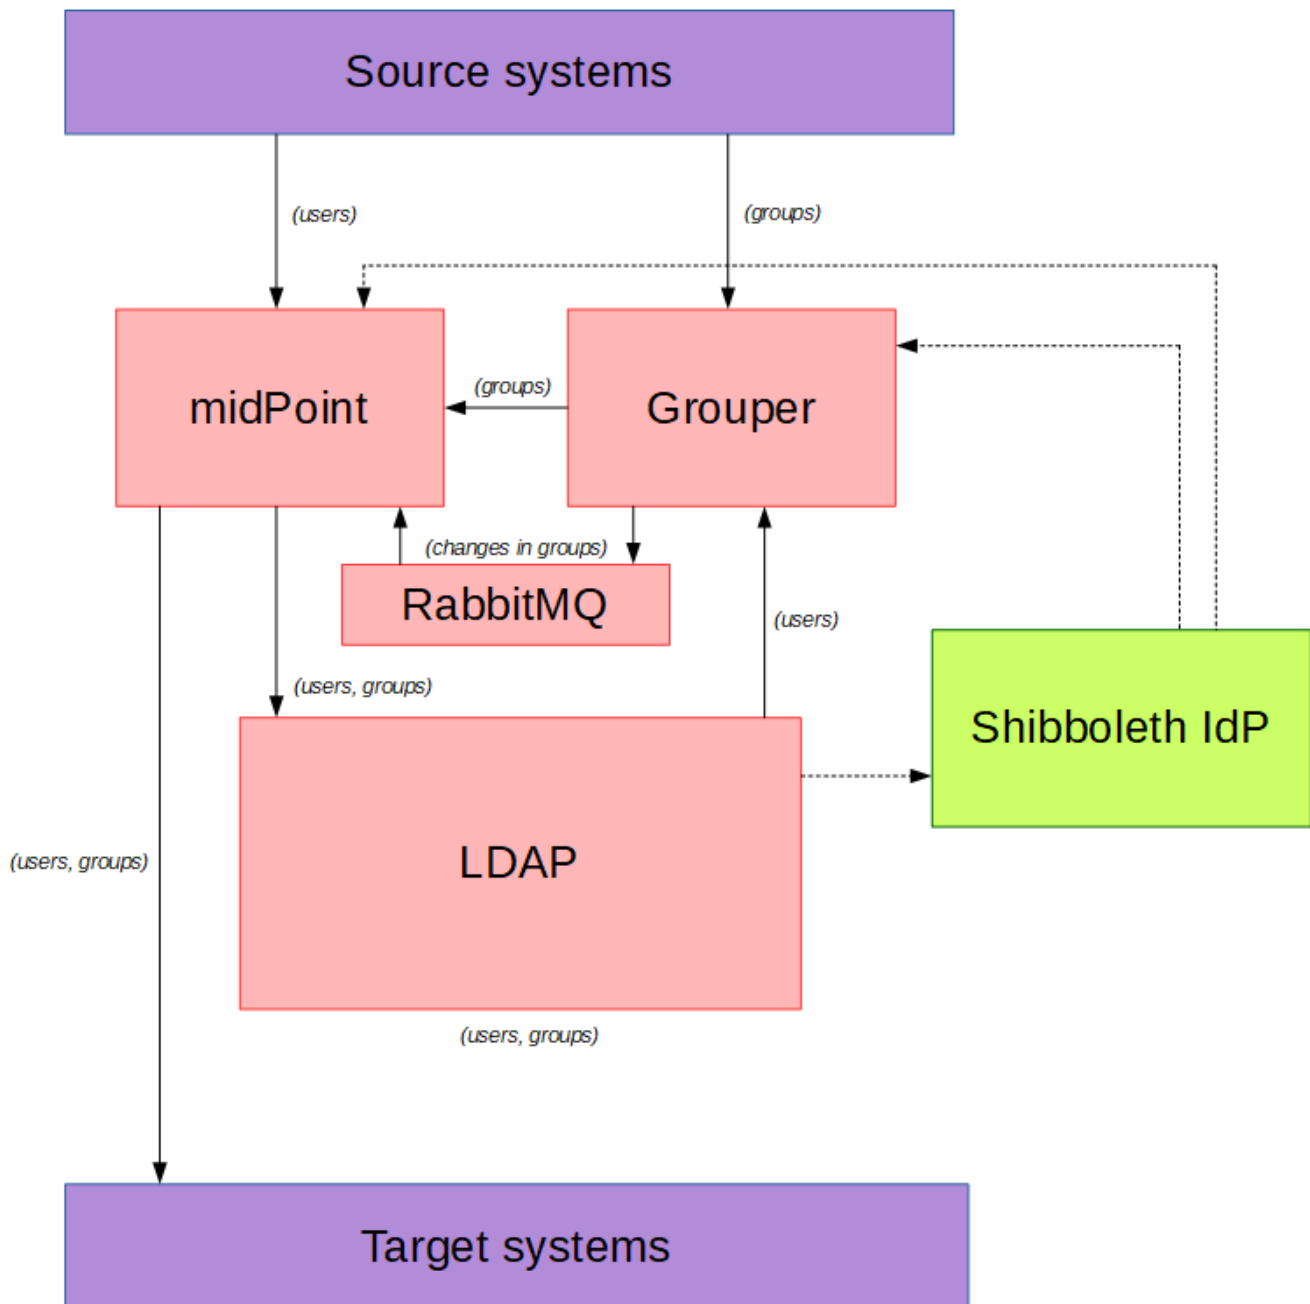 Source systems
(users)
(groups)
midPoint
(groups)
Grouper
(changes in groups)
RabbitMQ
(users)
(users, groups)
Shibboleth IdP
LDAP
(users, groups)
(users, groups)
Target systems